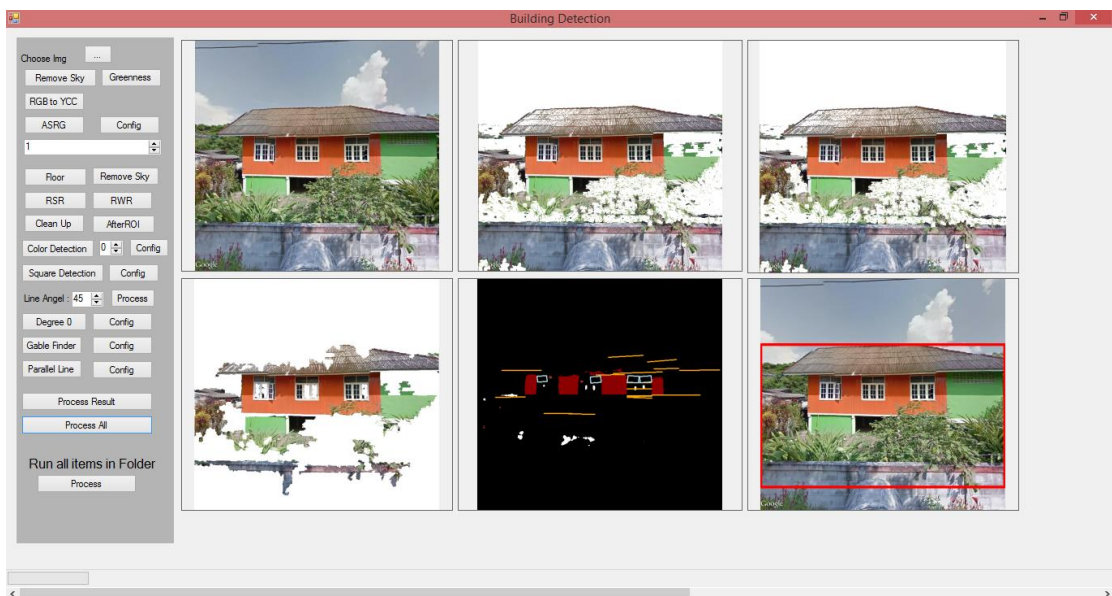 Building Detection
Choose Img ...
Remove Sky Greenness
RGB to YCC
ASRG Config
1
Floor Remove Sky
RSR RWR
Clean Up AfterROI
Color Detection 0 Config
Square Detection Config
Line Angel : 45 Process
Degree 0 Config
Gable Finder Config
Parallel Line Config
Process Result
Process All
Run all items in Folder
Process
Google
Google